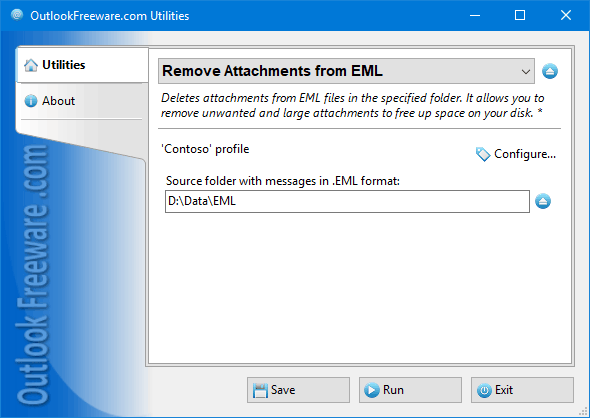 OutlookFreeware.com Utilities
Utilities
About
Remove Attachments from EML
Deletes attachments from EML files in the specified folder. It allows you to
remove unwanted and large attachments to free up space on your disk. *
'Contoso' profile
Configure...
Source folder with messages in .EML format:
D:\Data\EML
Outlook Freeware .com
Save
Run
Exit